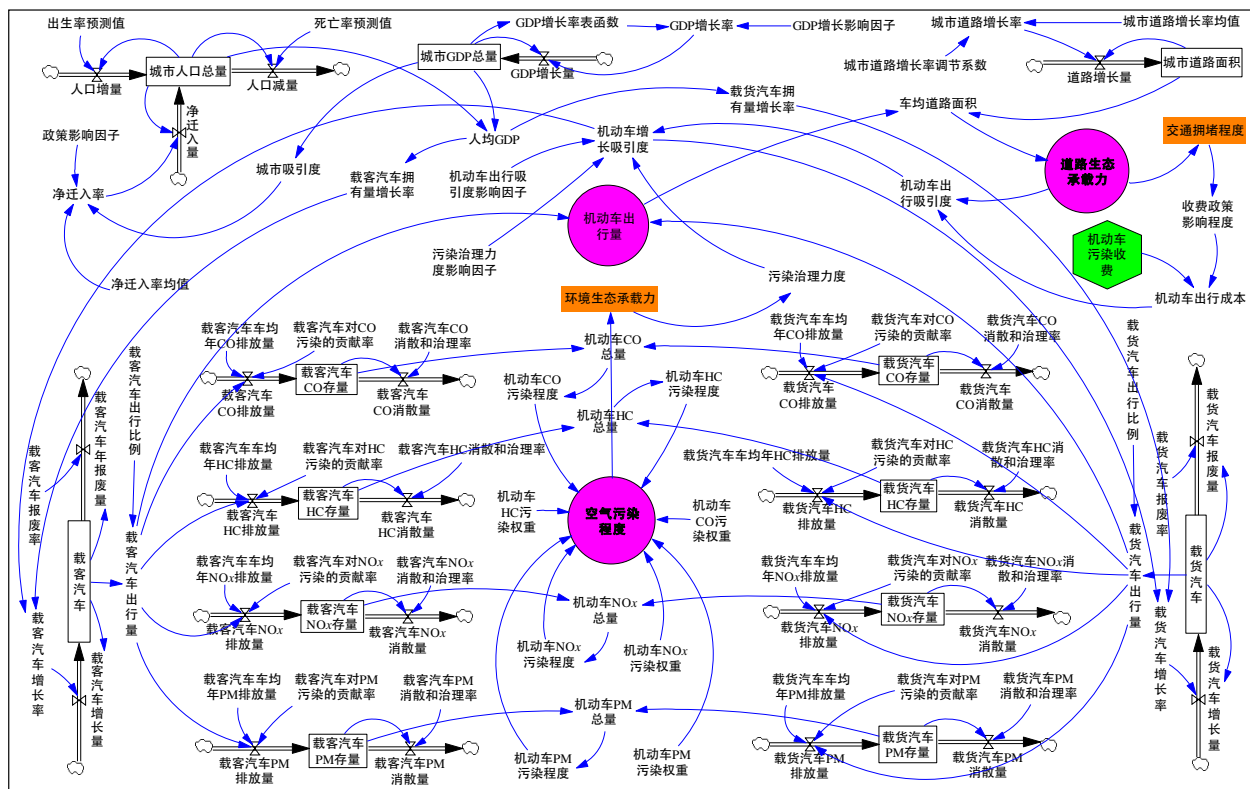 出生率预测值
死亡率预测值
城市人口总量
人口增量
人口减量
净迁入量
政策影响因子
净迁入率
净迁入率均值
城市吸引度
GDP增长率表函数
GDP增长率
GDP增长影响因子
城市GDP总量
GDP增长量
人均GDP
载客汽车拥
有量增长率
载货汽车拥
有量增长率
机动车增
长吸引度
机动车出行吸
引度影响因子
污染治理力
度影响因子
机动车出
行量
城市道路增长率
城市道路增长率均值
城市道路增长率调节系数
道路增长量
城市道路面积
车均道路面积
道路生态
承载力
交通拥堵程度
机动车出
行吸引度
收费政策
影响程度
机动车
污染收
费
机动车出行成本
污染治理力度
环境生态承载力
载客汽车出行比例
载客汽车车均
年CO排放量
载客汽车对CO
污染的贡献率
载客汽车CO
消散和治理率
载客汽车
CO存量
载客汽车
CO排放量
载客汽车
CO消散量
机动车CO
总量
机动车CO
污染程度
机动车HC
污染程度
机动车HC
总量
载货汽车车均
年CO排放量
载货汽车对CO
污染的贡献率
载货汽车CO
消散和治理率
载货汽车
CO存量
载货汽车
CO排放量
载货汽车
CO消散量
载货汽车出行比例
载客汽车车均
年HC排放量
载客汽车对HC
污染的贡献率
载客汽车HC消散和治理率
载客汽车
HC存量
载客汽车
HC排放量
载客汽车
HC消散量
机动车
HC污
染权重
空气污染
程度
机动车
CO污
染权重
载货汽车车均年HC排放量
载货汽车对HC
污染的贡献率
载货汽车HC消
散和治理率
载货汽车
HC存量
载货汽车HC
排放量
载货汽车HC
消散量
载客汽车报废率
载客汽车年报废量
载客汽车
载客汽车出行量
载客汽车增长率
载客汽车增长量
载客汽车车均
年NOx排放量
载客汽车对NOx
污染的贡献率
载客汽车NOx
消散和治理率
载客汽车
NOx存量
载客汽车NOx
排放量
载客汽车NOx
消散量
机动车NOx
总量
机动车NOx
污染程度
机动车NOx
污染权重
载货汽车车均
年NOx排放量
载货汽车对NOx
污染的贡献率
载货汽车NOx消
散和治理率
载货汽车
NOx存量
载货汽车NOx
排放量
载货汽车NOx
消散量
载货汽车报废率
载货汽车报废量
载货汽车
载货汽车出行量
载货汽车增长率
载货汽车增长量
载客汽车车均
年PM排放量
载客汽车对PM
污染的贡献率
载客汽车PM
消散和治理率
载客汽车
PM存量
载客汽车PM
排放量
载客汽车PM
消散量
机动车PM
总量
机动车PM
污染程度
机动车PM
污染权重
载货汽车车均
年PM排放量
载货汽车对PM
污染的贡献率
载货汽车PM
消散和治理率
载货汽车
PM存量
载货汽车PM
排放量
载货汽车PM
消散量